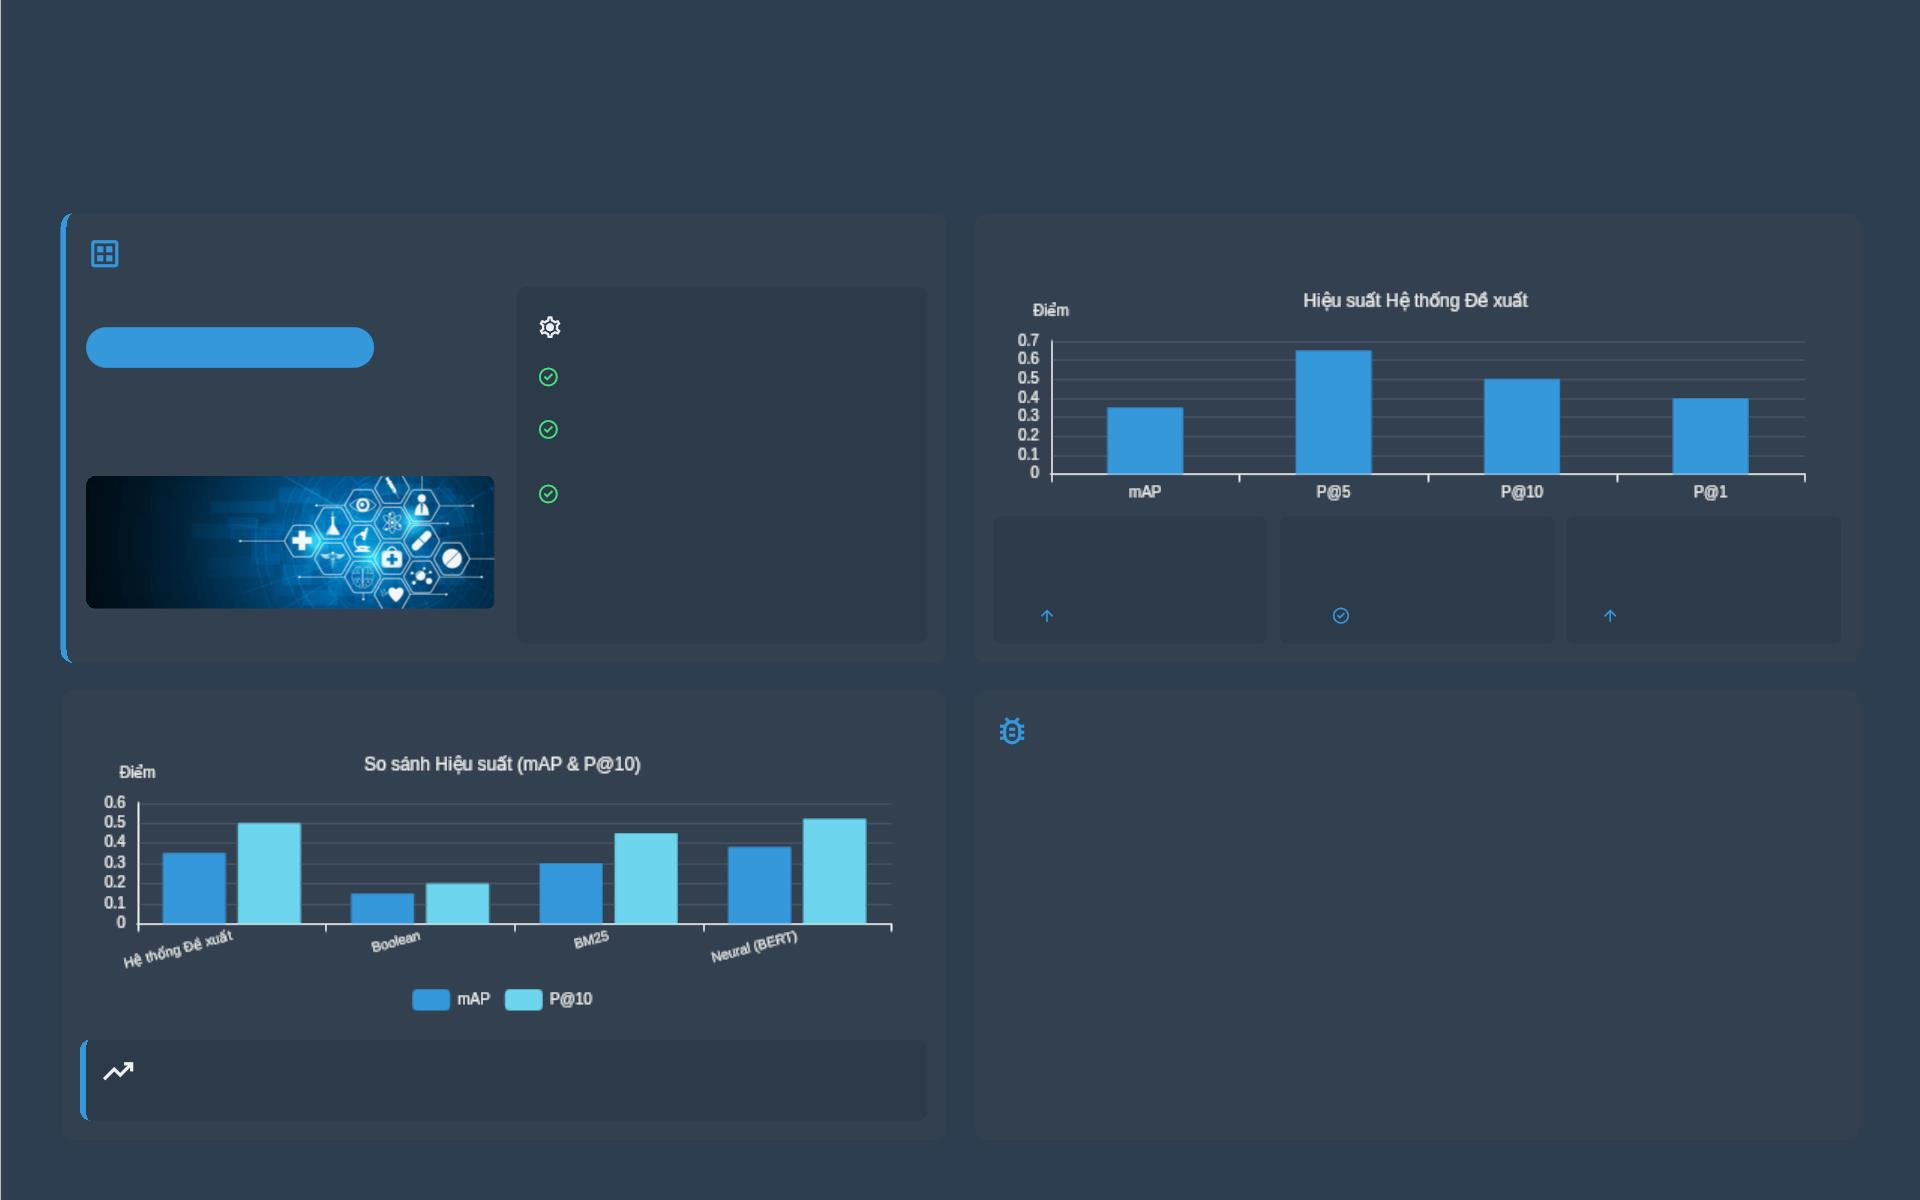 Hiệu suất Hệ thống Đề xuất
Điểm
0.7
0.6
0.5
0.4
0.3
0.2
0.1
0
mAP P@5 P@10 P@1
So sánh Hiệu suất (mAP & P@10)
Điểm
0.6
0.5
0.4
0.3
0.2
0.1
0
Hệ thống Đề xuất Boolean BM25 Neural (BERT)
mAP P@10